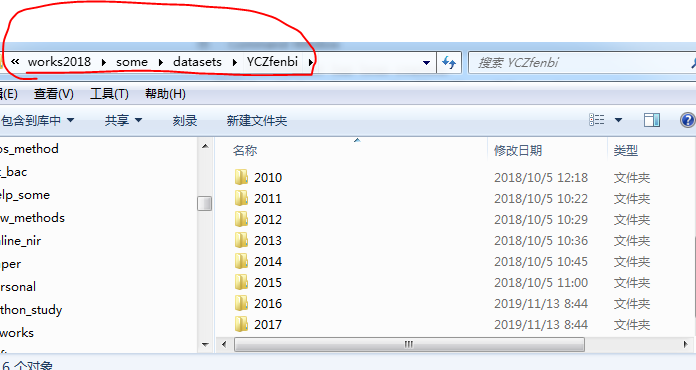 « works2018 ▸ some ▸ datasets ▸ YCZfenbi ▸
搜索 YCZfenbi
(E) 查看(V) 工具(T) 帮助(H)
包含到库中 共享 刻录 新建文件夹
名称 修改日期 类型
os_method
t_bac
elp_some
w_methods
line_nir
per
ersonal
thon_study
works
2010 2018/10/5 12:18 文件夹
2011 2018/10/5 10:22 文件夹
2012 2018/10/5 10:29 文件夹
2013 2018/10/5 10:36 文件夹
2014 2018/10/5 10:45 文件夹
2015 2018/10/5 11:00 文件夹
2016 2019/11/13 8:44 文件夹
2017 2019/11/13 8:44 文件夹
6 个对象